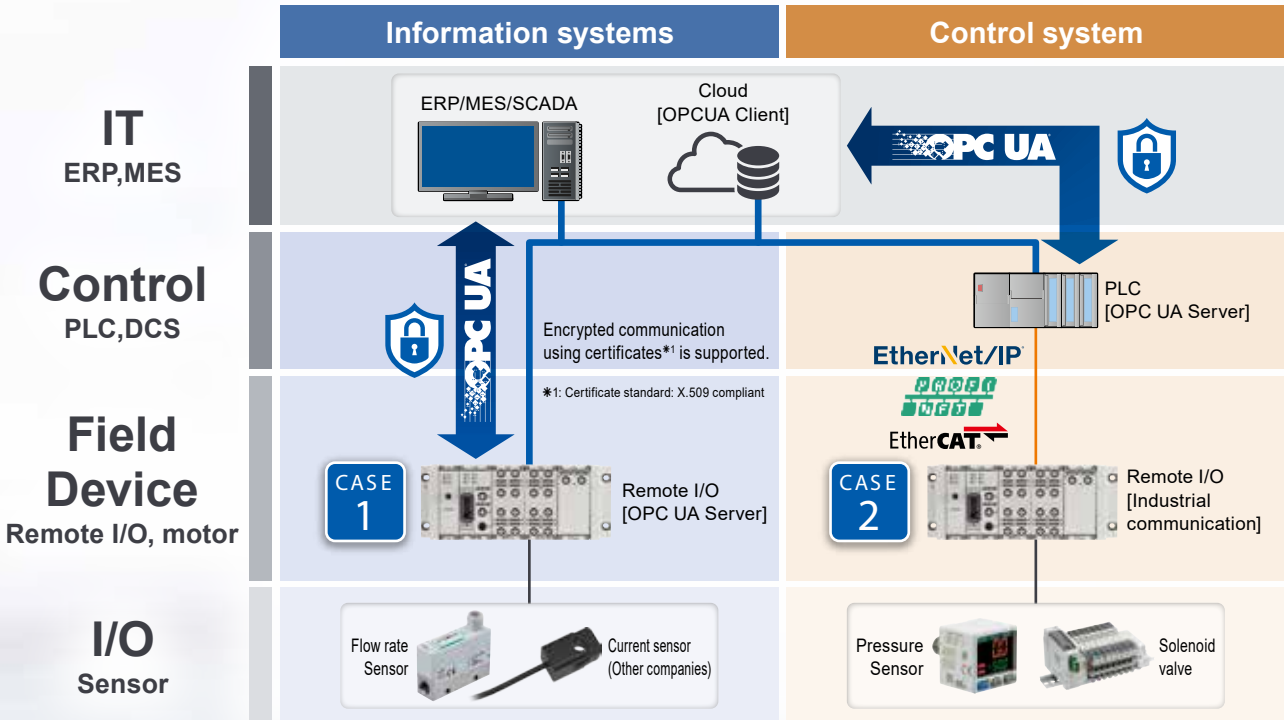 Information systems
Control system
IT
ERP,MES
ERP/MES/SCADA
Cloud
[OPCUA Client]
OPC UA
Control
PLC,DCS
OPC UA
Encrypted communication
using certificates*1 is supported.
*1: Certificate standard: X.509 compliant
PLC
[OPC UA Server]
EtherNet/IP
PROFI
NET
EtherCAT®
Field
Device
Remote I/O, motor
CASE
1
Remote I/O
[OPC UA Server]
CASE
2
Remote I/O
[Industrial
communication]
I/O
Sensor
Flow rate
Sensor
Current sensor
(Other companies)
Pressure
Sensor
Solenoid
valve